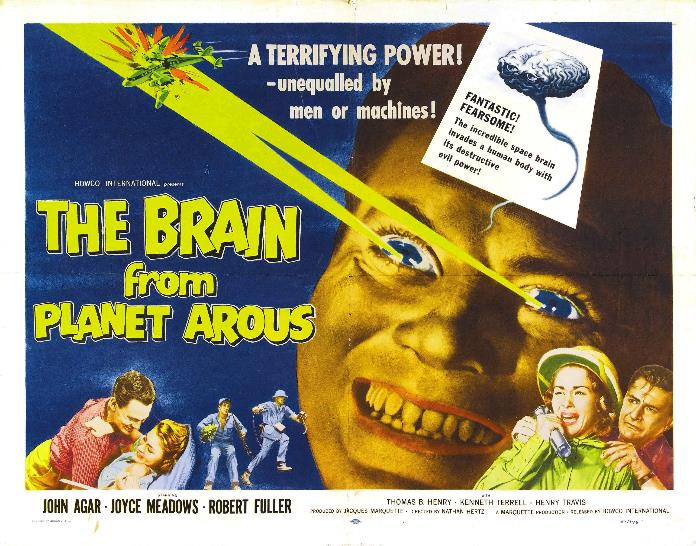 A TERRIFYING POWER!
-unequalled by
men or machines!
FANTASTIC!
FEARSOME!
The incredible space brain
invades a human body with
its destructive
evil power!
HOWCO INTERNATIONAL presents
THE BRAIN
from
PLANET AROUS
STARRING
JOHN AGAR · JOYCE MEADOWS · ROBERT FULLER
WITH
THOMAS B. HENRY · KENNETH TERRELL · HENRY TRAVIS
PRODUCED BY JACQUES MARQUETTE · DIRECTED BY NATHAN HERTZ · A MARQUETTE PRODUCTION · RELEASED BY HOWCO INTERNATIONAL